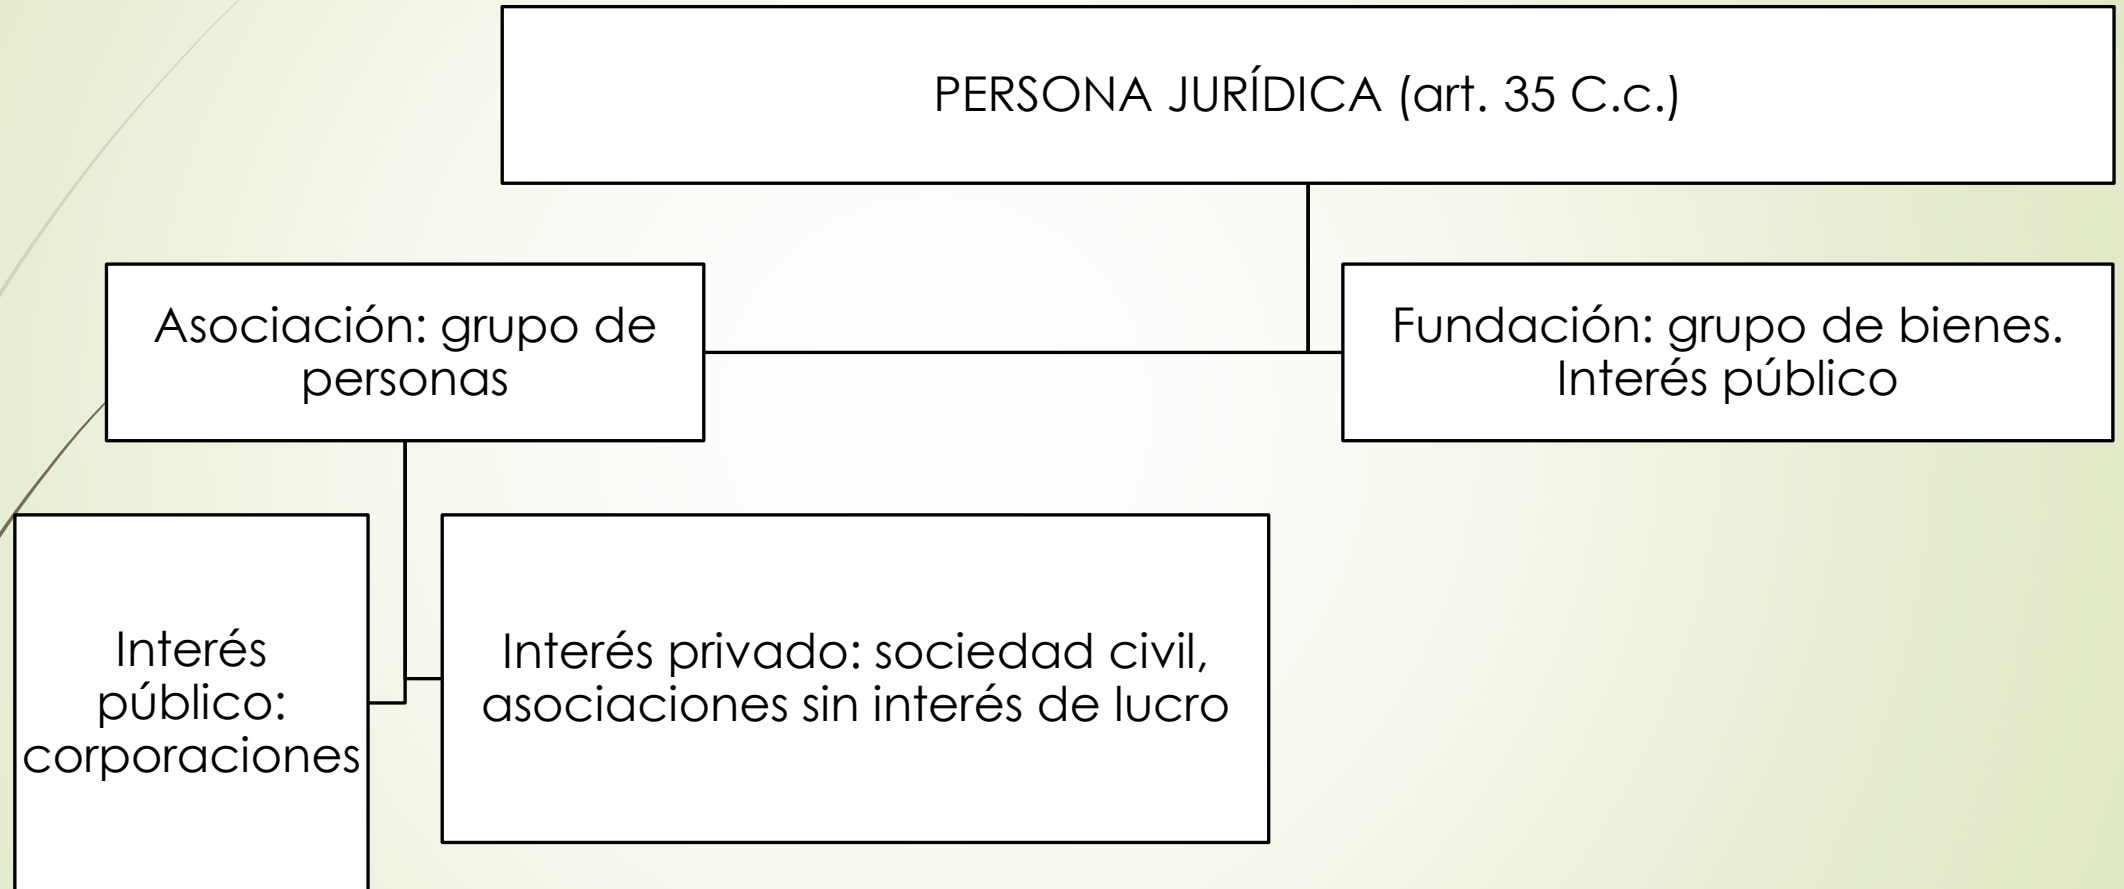 PERSONA JURÍDICA (art. 35 C.c.)
Asociación: grupo de
personas
Fundación: grupo de bienes.
Interés público
Interés
público:
corporaciones
Interés privado: sociedad civil,
asociaciones sin interés de lucro